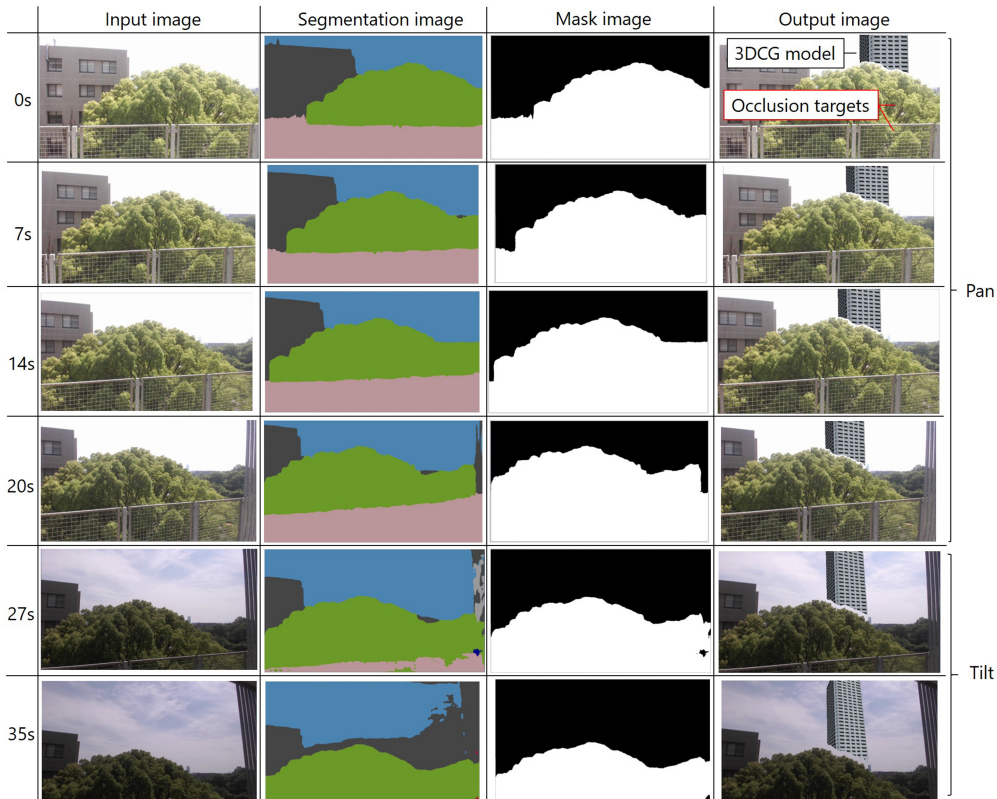 Input image
Segmentation image
Mask image
Output image
0s
3DCG model
Occlusion targets
7s
Pan
14s
20s
27s
Tilt
35s